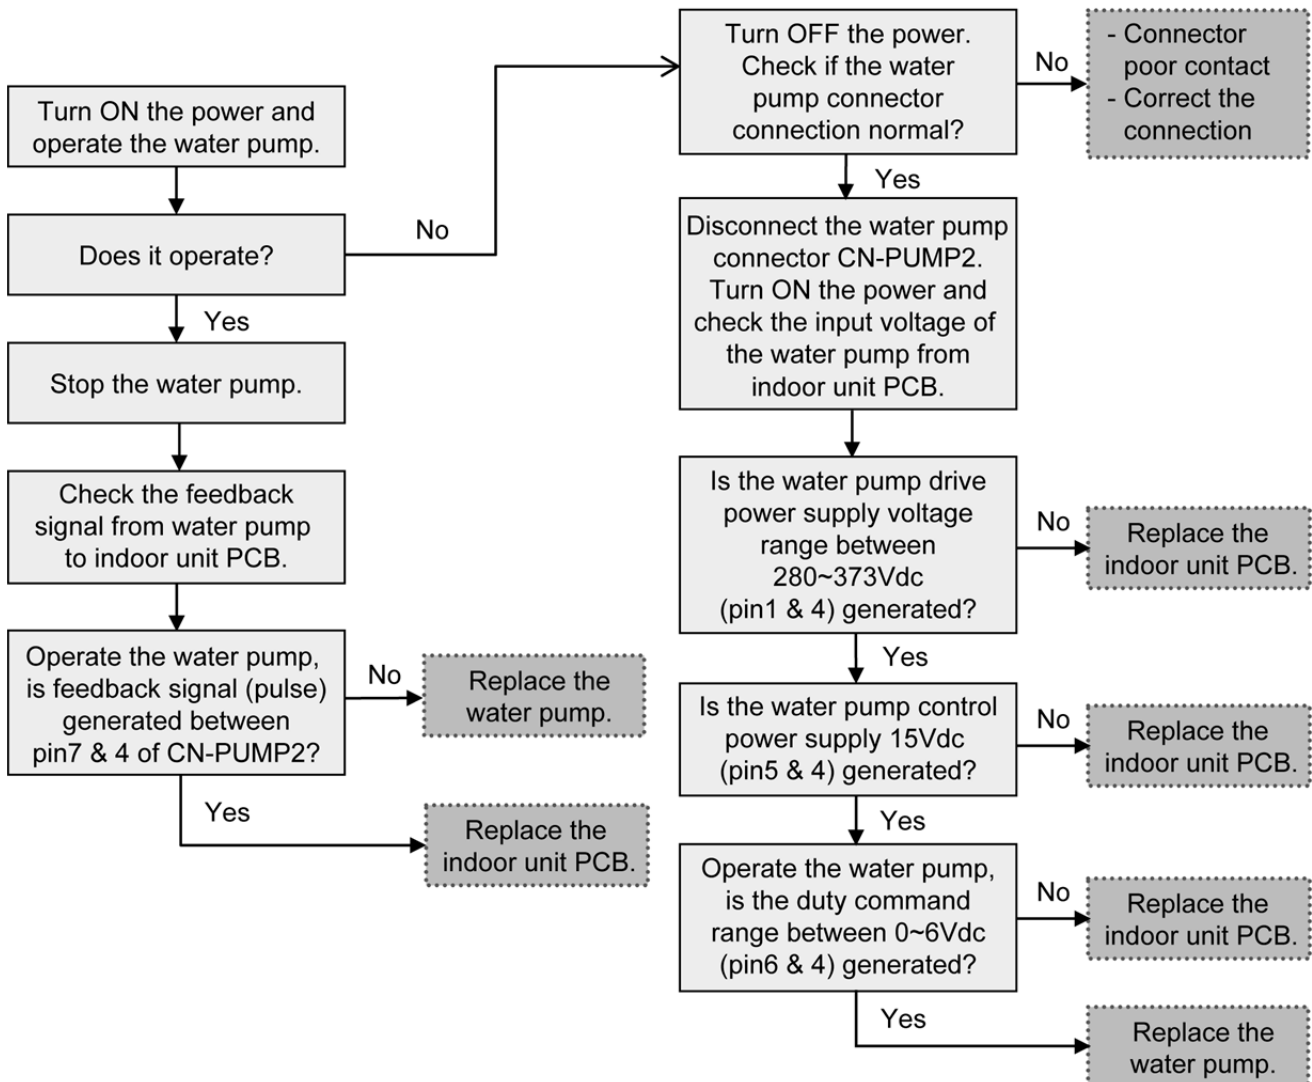 Turn ON the power and
operate the water pump.
Does it operate?
No
Yes
Stop the water pump.
Check the feedback
signal from water pump
to indoor unit PCB.
Operate the water pump,
is feedback signal (pulse)
generated between
pin7 & 4 of CN-PUMP2?
No
Replace the
water pump.
Yes
Replace the
indoor unit PCB.
Turn OFF the power.
Check if the water
pump connector
connection normal?
No
- Connector
poor contact
- Correct the
connection
Yes
Disconnect the water pump
connector CN-PUMP2.
Turn ON the power and
check the input voltage of
the water pump from
indoor unit PCB.
Is the water pump drive
power supply voltage
range between
280~373Vdc
(pin1 & 4) generated?
No
Replace the
indoor unit PCB.
Yes
Is the water pump control
power supply 15Vdc
(pin5 & 4) generated?
No
Replace the
indoor unit PCB.
Yes
Operate the water pump,
is the duty command
range between 0~6Vdc
(pin6 & 4) generated?
No
Replace the
indoor unit PCB.
Yes
Replace the
water pump.